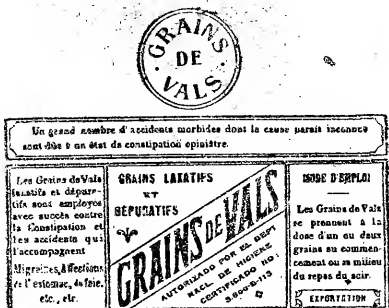 GRAINS
DE
VALS
Un grand nombre d'accidents morbides dont la cause parait inconnue
sont dûs à un état de constipation opiniâtre.
Les Grains de Vals
laxatifs et dépura-
tifs sont employés
avec succès contre
la Constipation et
les accidents qui
l'accompagnent
Migreines, Affections
de l'estomac, du foie,
etc., etc.
GRAINS LAXATIFS
ET
DÉPURATIFS
GRAINS DE VALS
AUTORIZADO POR EL DEPT
NACL. DE HIGIENE
CERTIFICADO NO:
MODE D'EMPLOI
Les Grains de Vals
se prennent à la
dose d'un ou deux
grains au commen-
cement ou au milieu
du repas du soir.
EXPORTATION